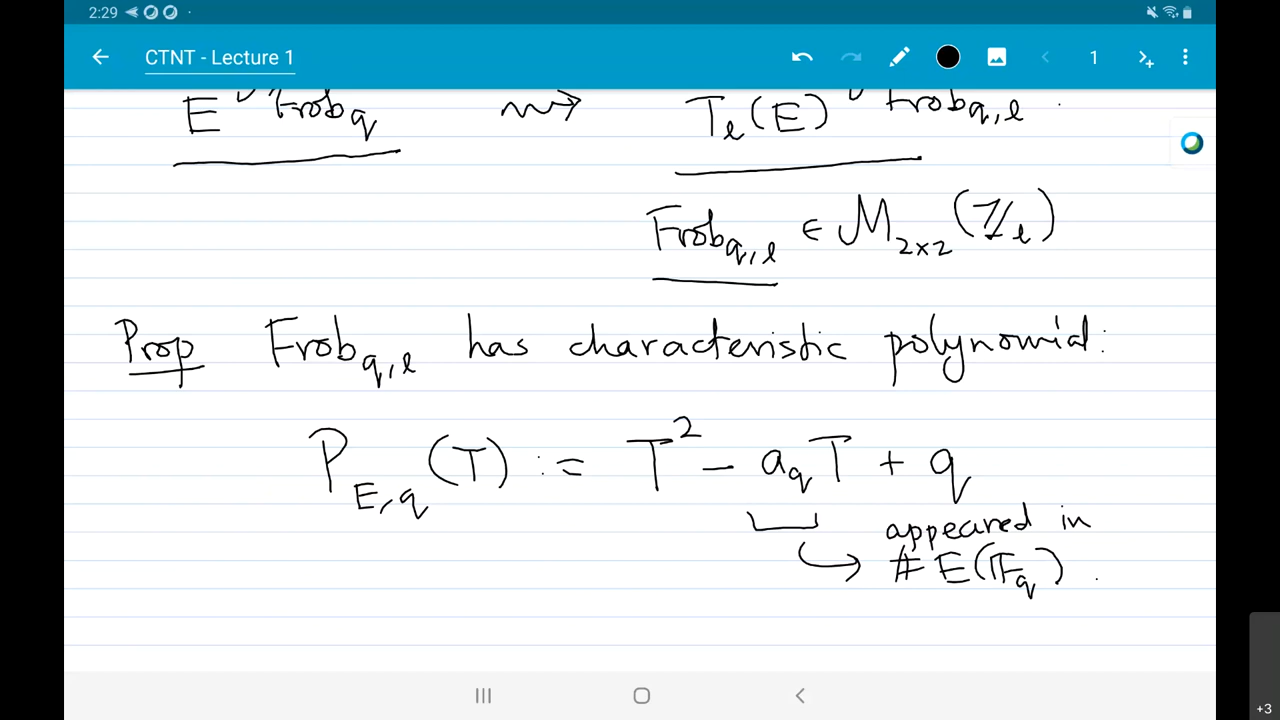 2:29
CTNT - Lecture 1
1
E ↺ Frob_q ⇝ T_ℓ(E) ↺ Frob_{q,ℓ}.
Frob_{q,ℓ} ∈ M_{2×2}(ℤ_ℓ)
Prop Frob_{q,ℓ} has characteristic polynomial:
P_{E,q}(T) := T² - a_q T + q
appeared in
↪ # E(𝔽_q).
+3